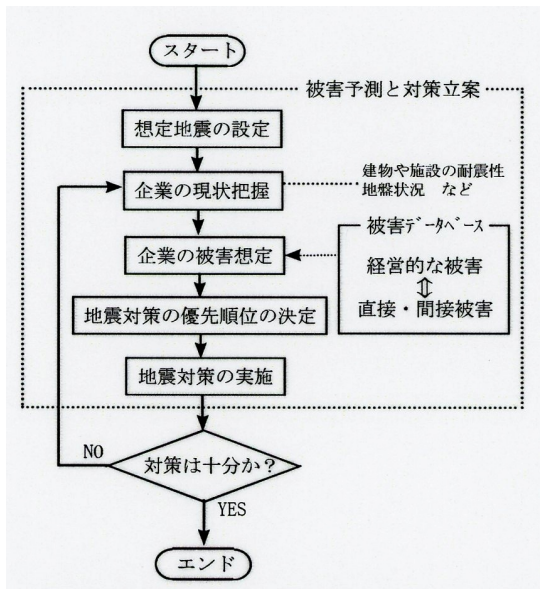 スタート
被害予測と対策立案
想定地震の設定
企業の現状把握
建物や施設の耐震性
地盤状況 など
企業の被害想定
被害ﾃﾞｰﾀﾍﾞｰｽ
経営的な被害
⇕
直接・間接被害
地震対策の優先順位の決定
地震対策の実施
対策は十分か？
NO
YES
エンド